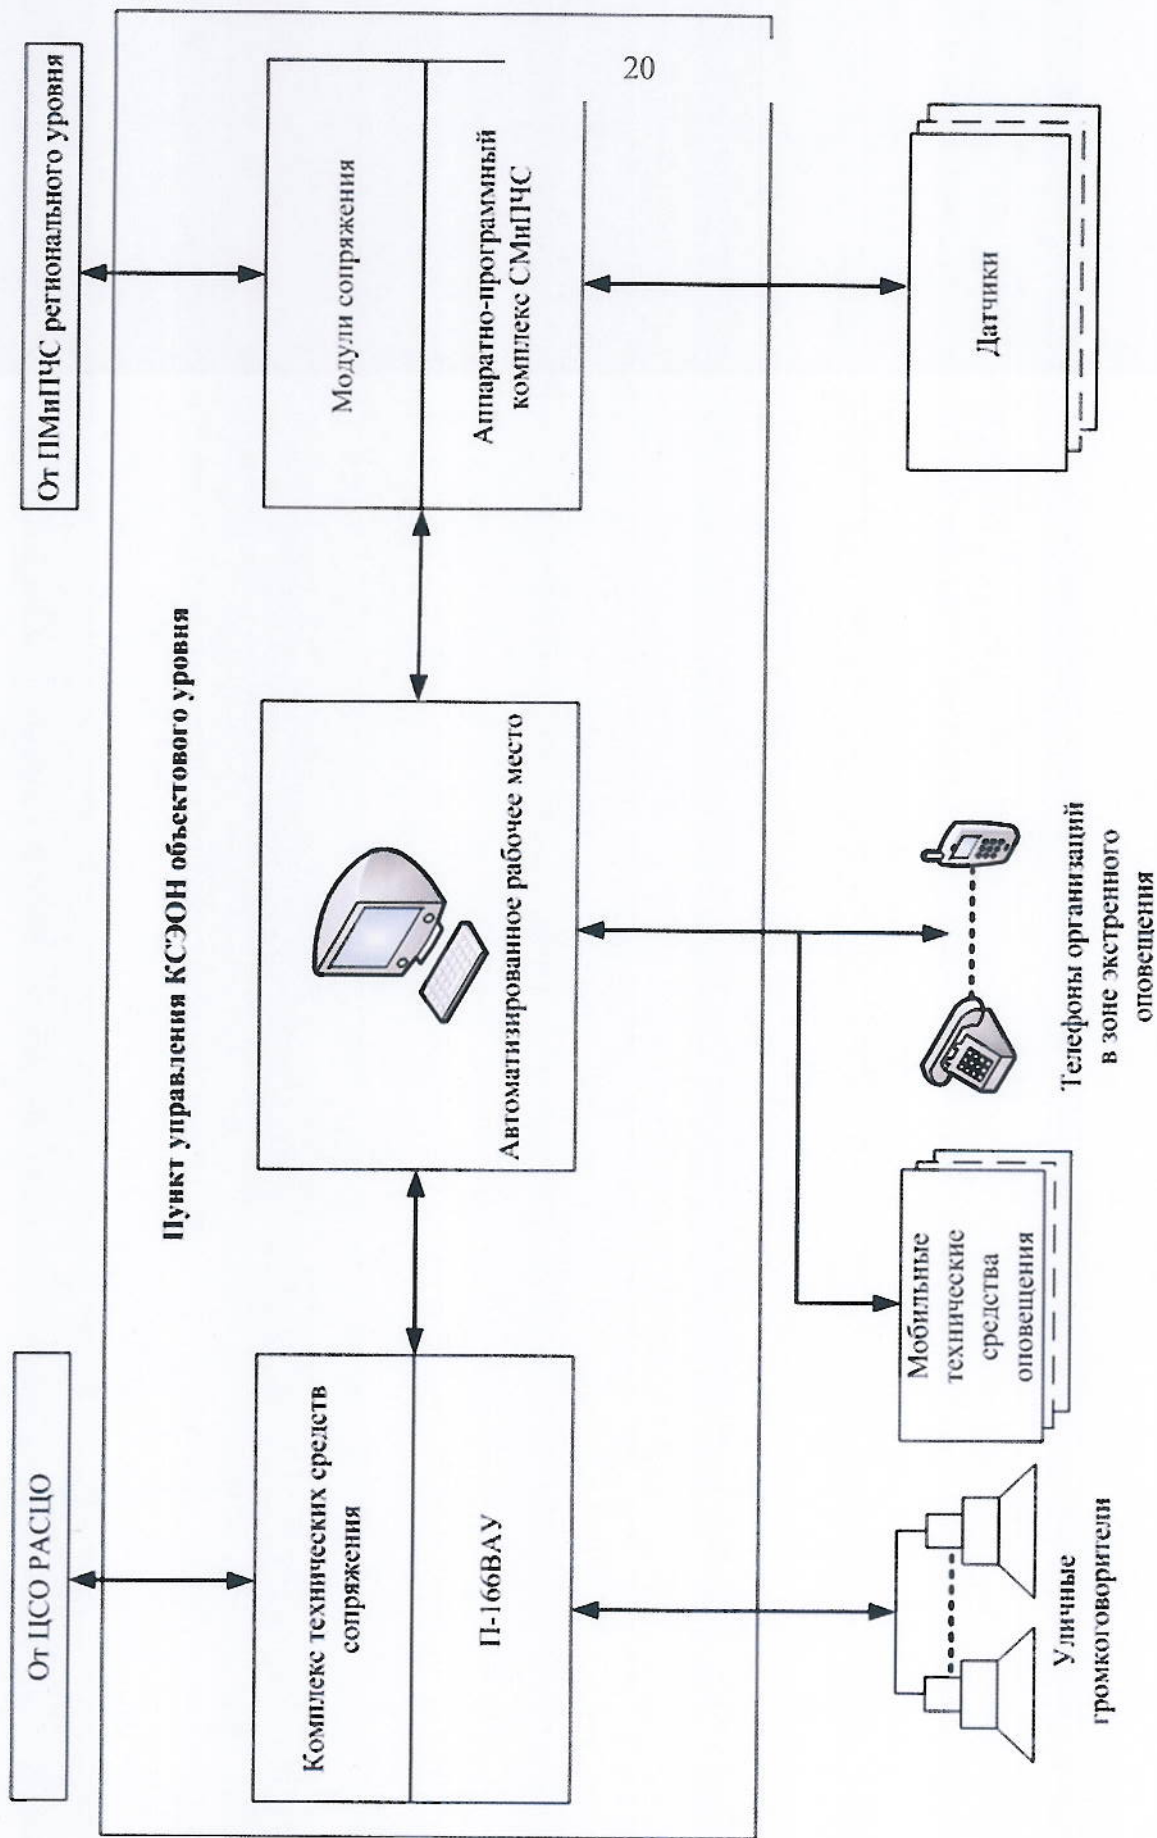 20
От ЦСО РАСЦО
От ПМиПЧС регионального уровня
Пункт управления КСЭОН объектового уровня
Комплекс технических средств
сопряжения
П-166ВАУ
Автоматизированное рабочее место
Модули сопряжения
Аппаратно-программный
комплекс СМиПЧС
Уличные
громкоговорители
Мобильные
технические
средства
оповещения
Телефоны организаций
в зоне экстренного
оповещения
Датчики